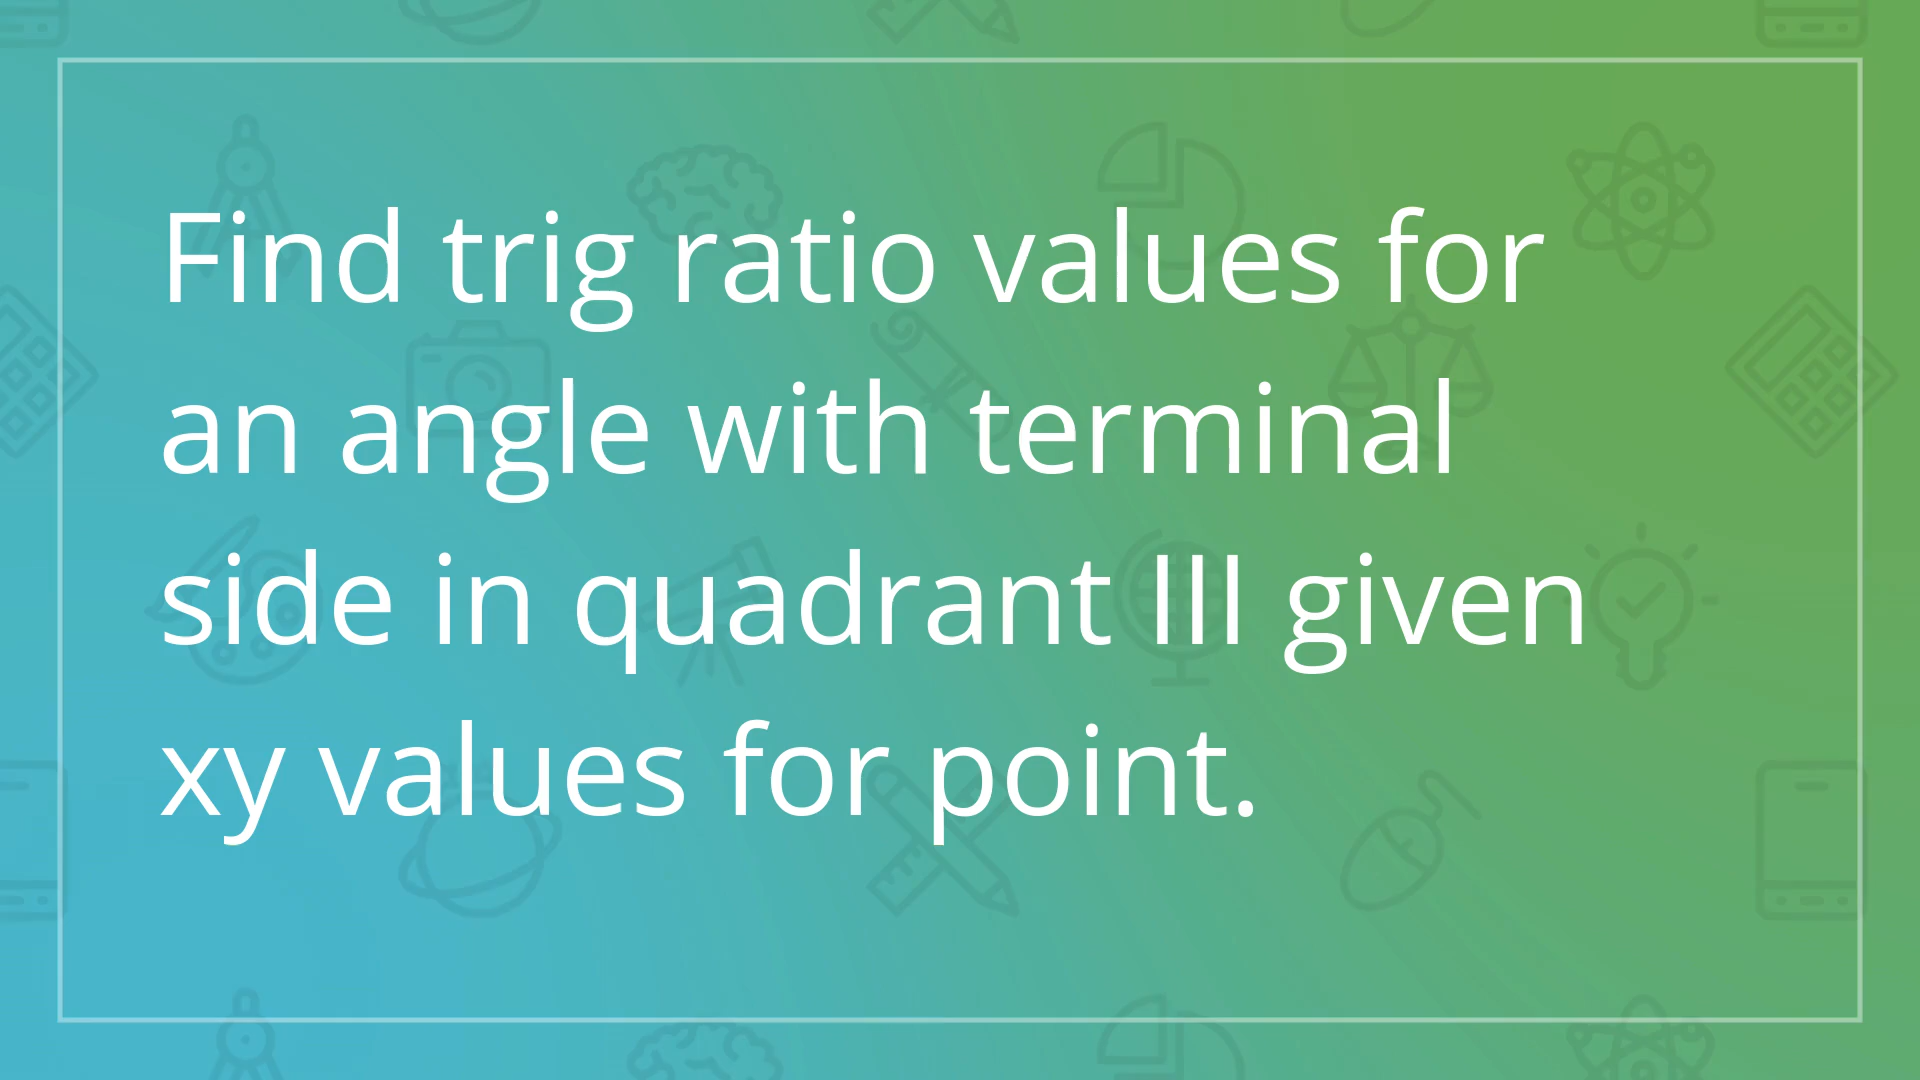 Find trig ratio values for
an angle with terminal
side in quadrant III given
xy values for point.